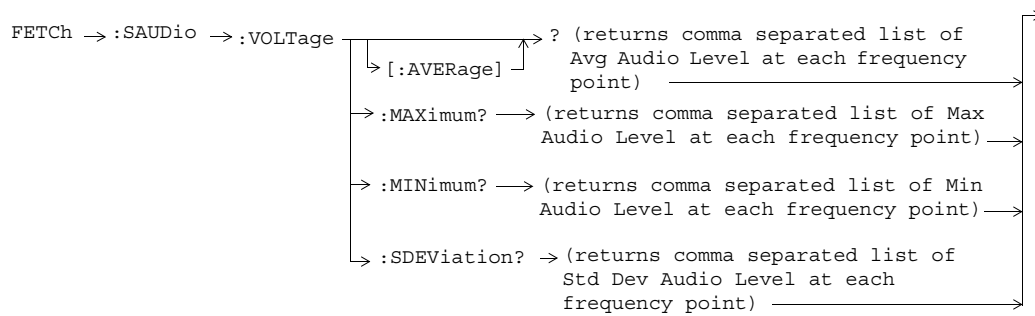 FETCh :SAUDio :VOLTage ? (returns comma separated list of
Avg Audio Level at each frequency
[:AVERage]
point)
:MAXimum? (returns comma separated list of Max
Audio Level at each frequency point)
:MINimum? (returns comma separated list of Min
Audio Level at each frequency point)
:SDEViation? (returns comma separated list of
Std Dev Audio Level at each
frequency point)